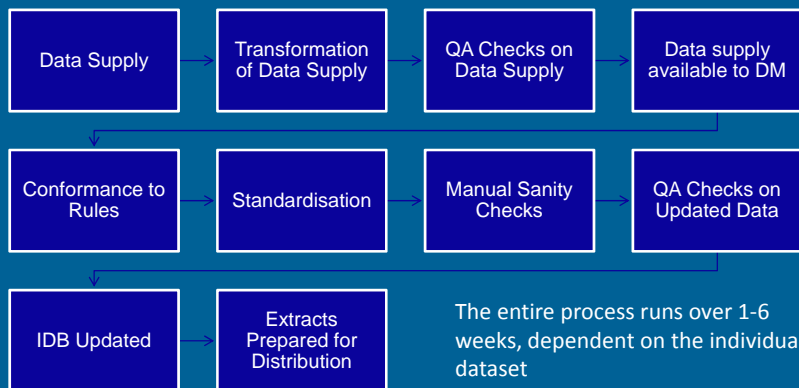 Data Supply
Transformation
of Data Supply
QA Checks on
Data Supply
Data supply
available to DM
Conformance to
Rules
Standardisation
Manual Sanity
Checks
QA Checks on
Updated Data
IDB Updated
Extracts
Prepared for
Distribution
The entire process runs over 1-6
weeks, dependent on the individua
dataset